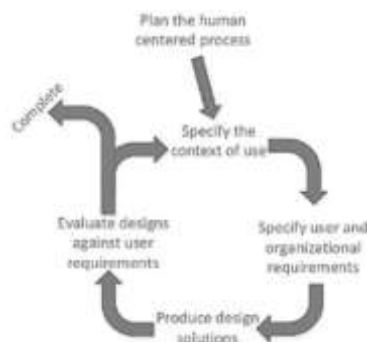 Plan the human
centered process
Complete
Specify the
context of use
Specify user and
organizational
requirements
Produce design
solutions
Evaluate designs
against user
requirements